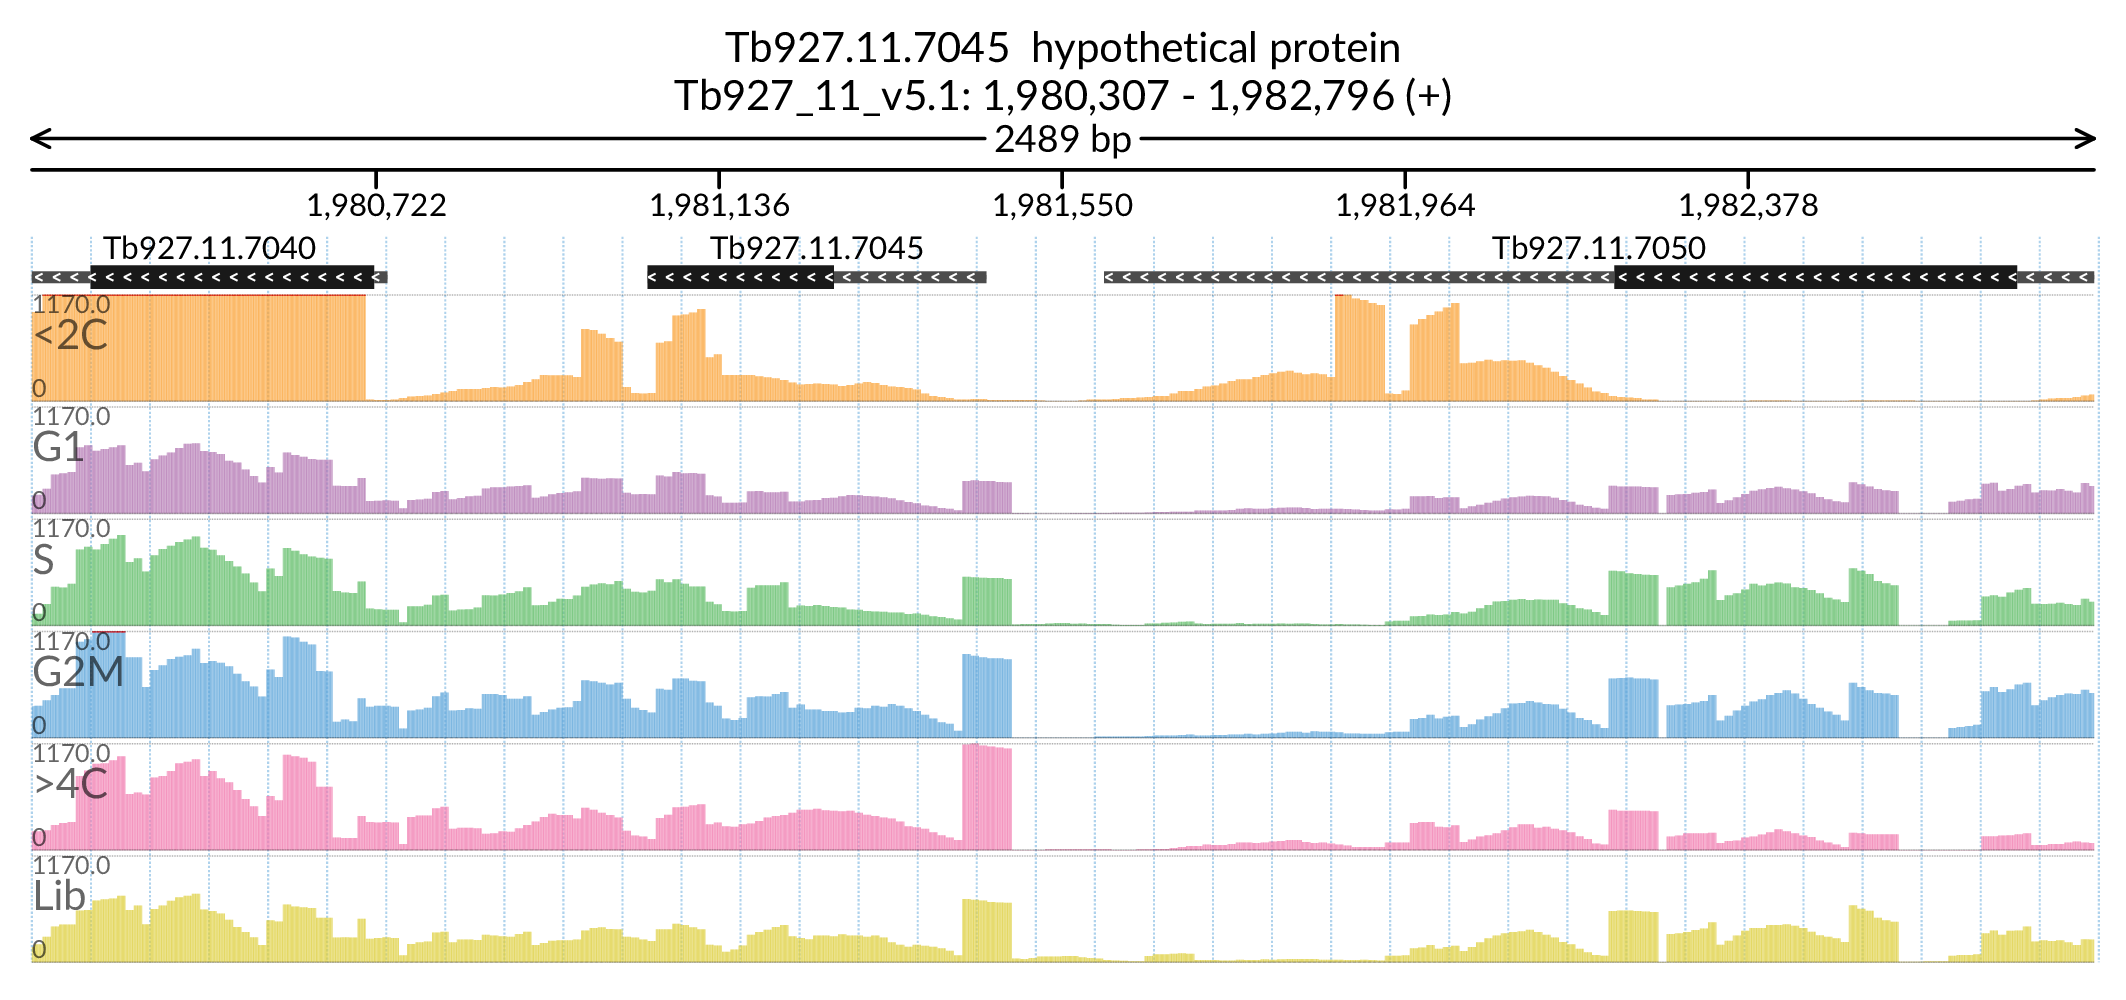 Tb927.11.7045  hypothetical protein
Tb927_11_v5.1: 1,980,307 - 1,982,796 (+)
2489 bp
1,980,722 1,981,136 1,981,550 1,981,964 1,982,378
Tb927.11.7040 Tb927.11.7045 Tb927.11.7050
1170.0
<2C
0
1170.0
G1
0
1170.0
S
0
1170.0
G2M
0
1170.0
>4C
0
1170.0
Lib
0